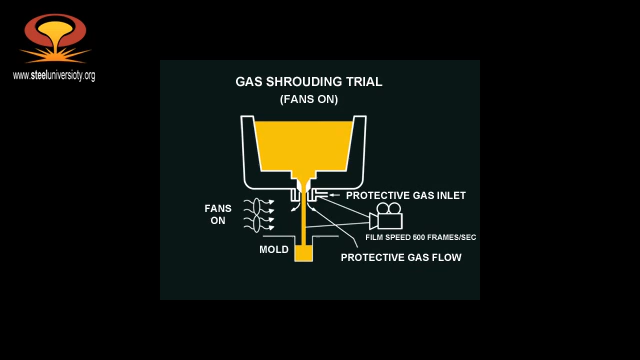 www.steeluniversioty.org
GAS SHROUDING TRIAL
(FANS ON)
PROTECTIVE GAS INLET
FANS
ON
FILM SPEED 500 FRAMES/SEC
MOLD
PROTECTIVE GAS FLOW